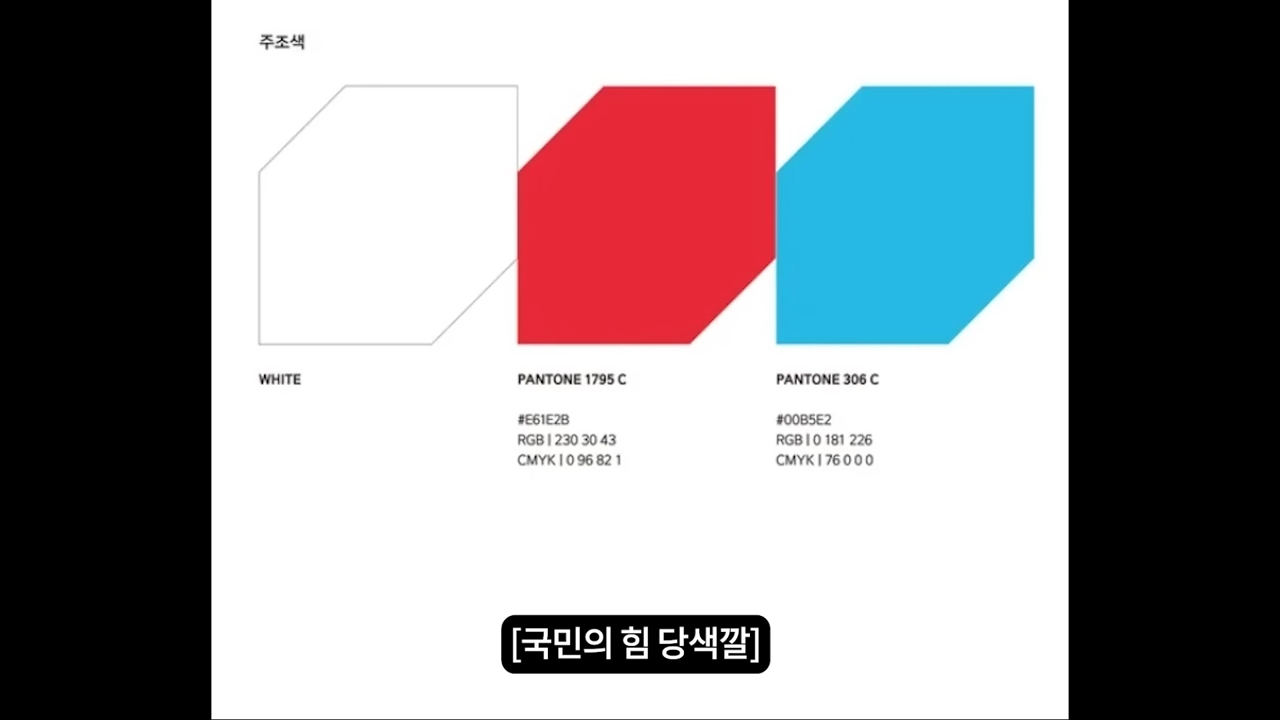 주조색
WHITE
PANTONE 1795 C
#E61E2B
RGB | 230 30 43
CMYK | 0 96 82 1
PANTONE 306 C
#00B5E2
RGB | 0 181 226
CMYK | 76 0 0 0
[국민의 힘 당색깔]